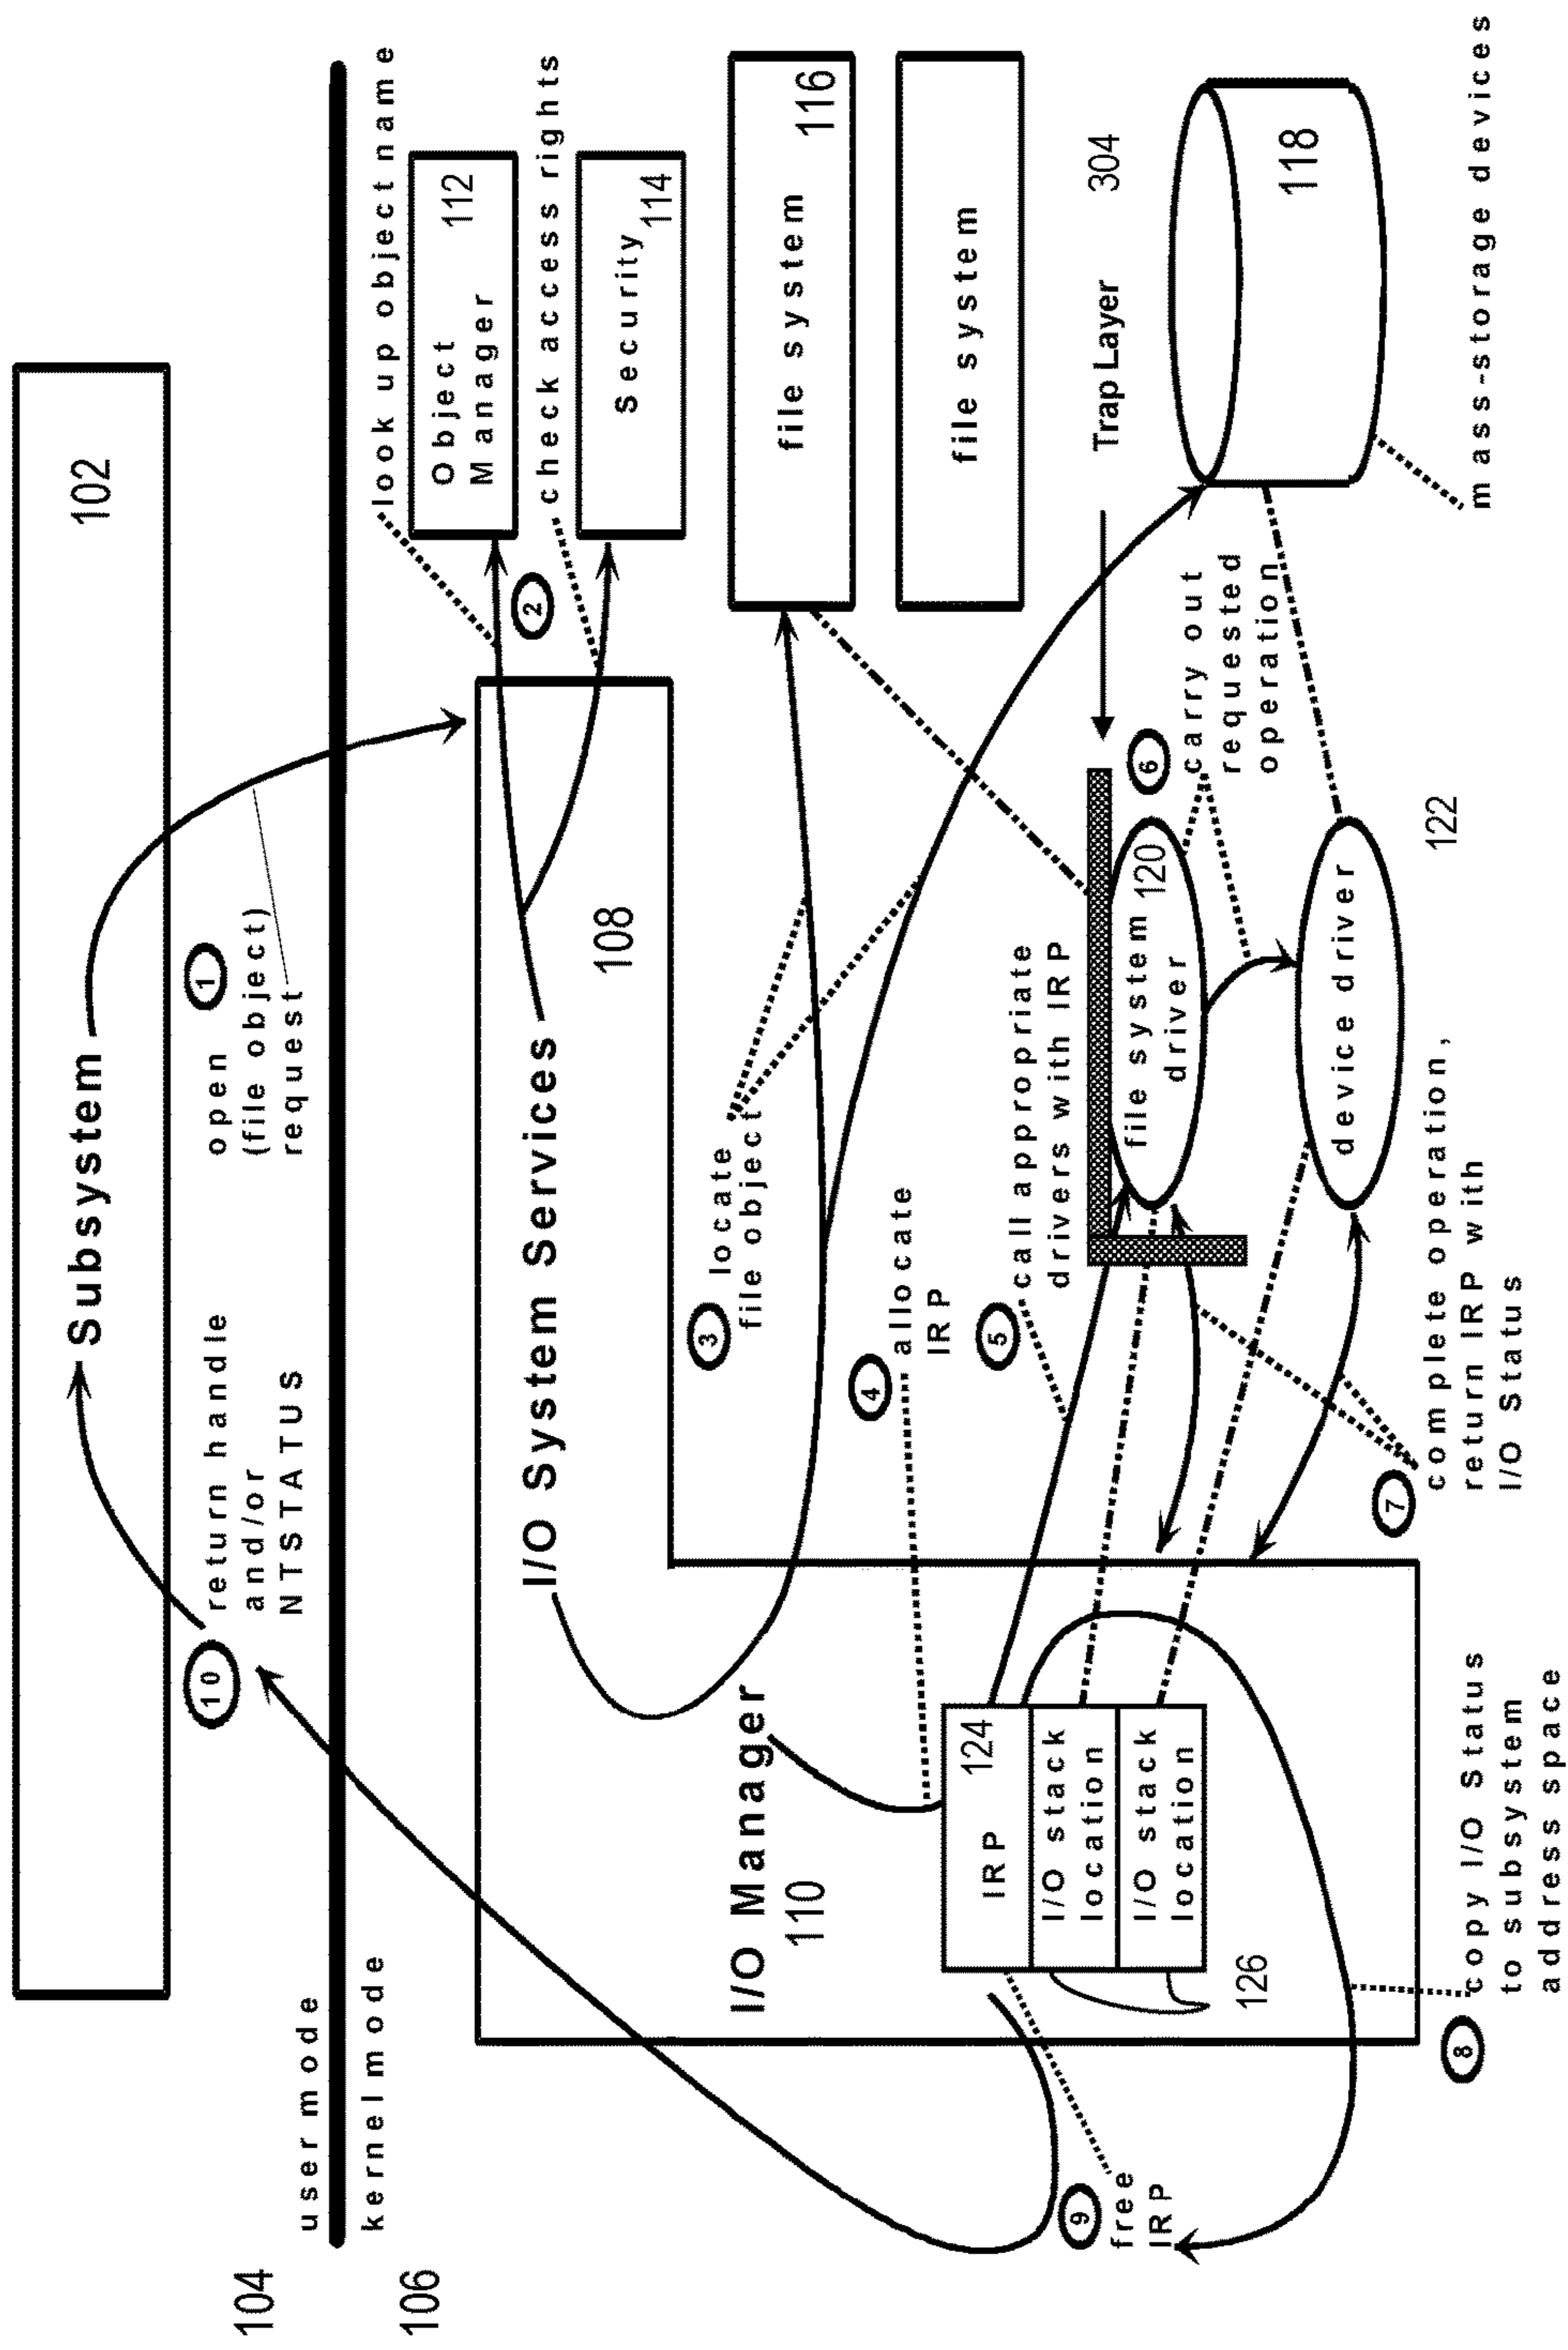 102
Subsystem
1
open
(file object)
request
10
return handle
and/or
NTSTATUS
104
user mode
106
kernel mode
look up object name
Object
Manager
112
2
check access rights
Security
114
I/O System Services
108
file system
116
file system
3
locate
file object
4
allocate
IRP
5
call appropriate
drivers with IRP
Trap Layer
304
6
carry out
requested
operation
118
mass-storage devices
file system
driver
120
device driver
122
I/O Manager
110
IRP
124
I/O stack
location
I/O stack
location
126
7
complete operation,
return IRP with
I/O Status
8
copy I/O Status
to subsystem
address space
9
free
IRP